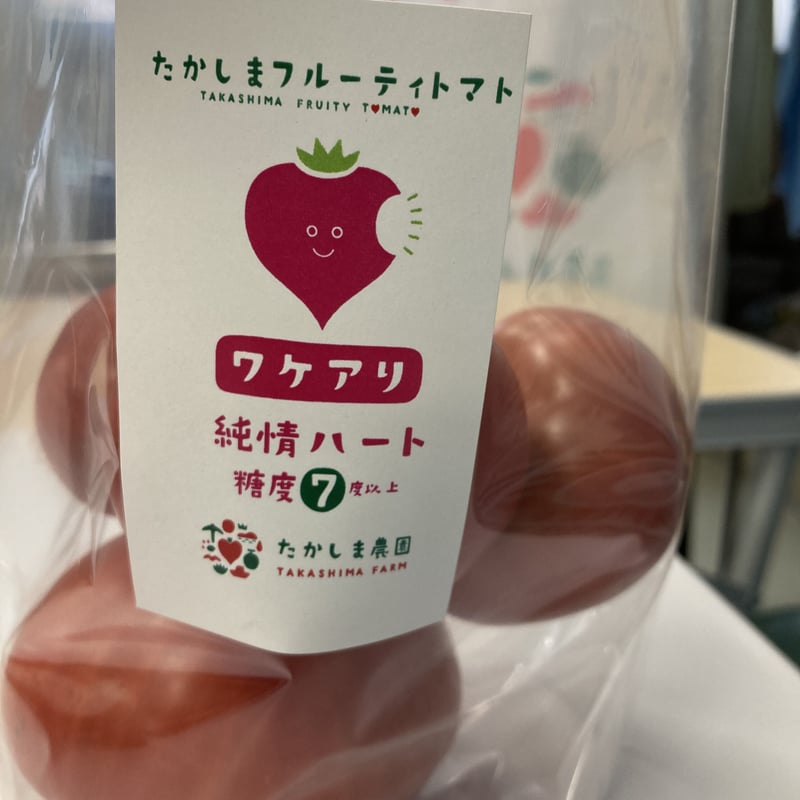 たかしまフルーティトマト
TAKASHIMA FRUITY TOMATO
ワケアリ
純情ハート
糖度7度以上
たかしま農園
TAKASHIMA FARM